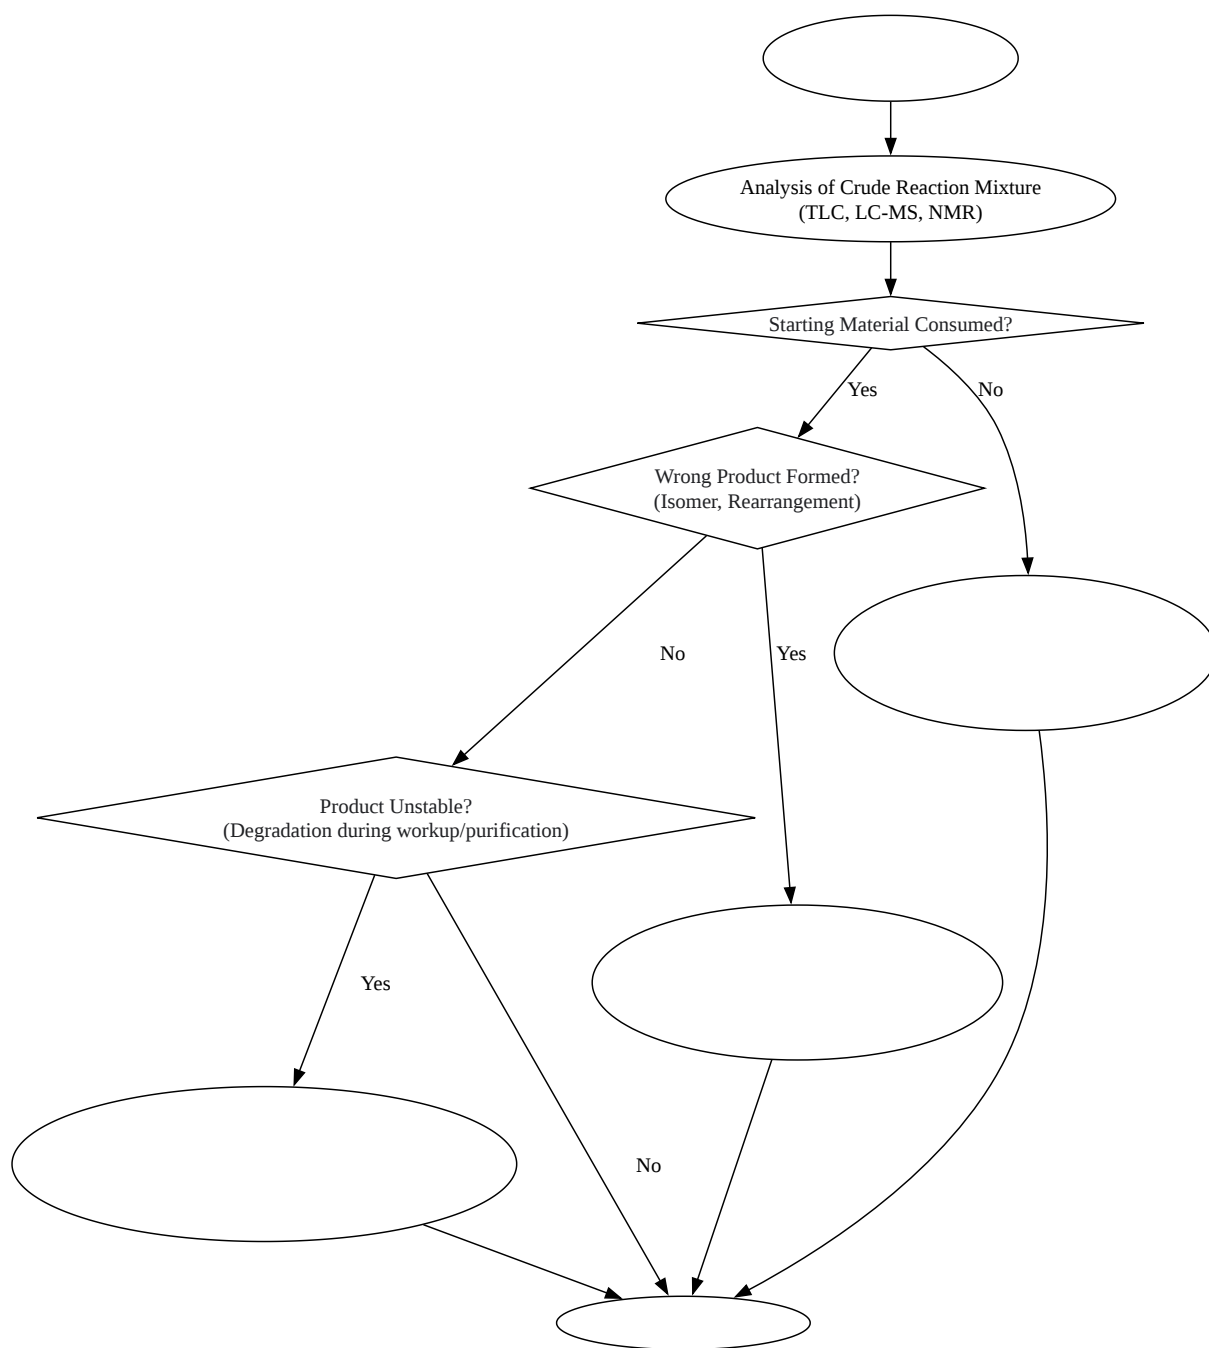 Analysis of Crude Reaction Mixture
(TLC, LC-MS, NMR)
Starting Material Consumed?
Yes
No
Wrong Product Formed?
(Isomer, Rearrangement)
No
Yes
Product Unstable?
(Degradation during workup/purification)
Yes
No